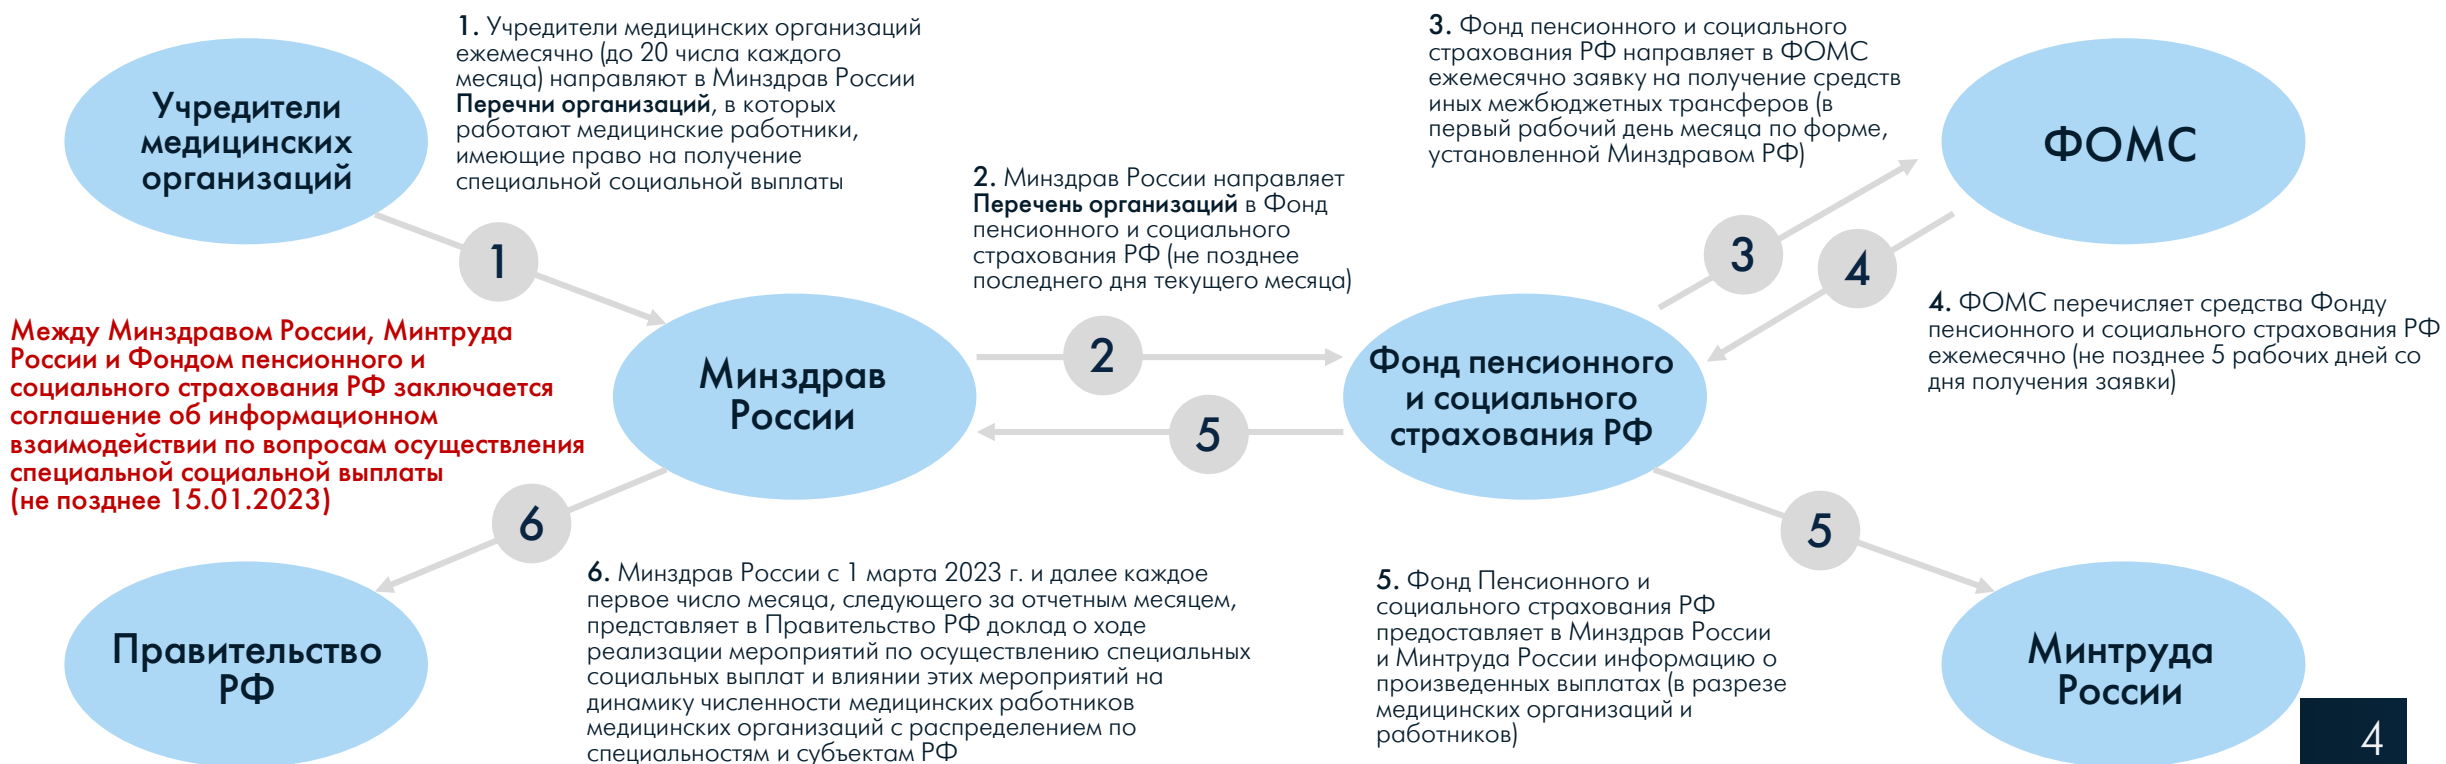 1. Учредители медицинских организаций
ежемесячно (до 20 числа каждого
месяца) направляют в Минздрав России
Перечни организаций, в которых
работают медицинские работники,
имеющие право на получение
специальной социальной выплаты
3. Фонд пенсионного и социального
страхования РФ направляет в ФОМС
ежемесячно заявку на получение средств
иных межбюджетных трансферов (в
первый рабочий день месяца по форме,
установленной Минздравом РФ)
Учредители
медицинских
организаций
ФОМС
2. Минздрав России направляет
Перечень организаций в Фонд
пенсионного и социального
страхования РФ (не позднее
последнего дня текущего месяца)
1
3
4
4. ФОМС перечисляет средства Фонду
пенсионного и социального страхования РФ
ежемесячно (не позднее 5 рабочих дней со
дня получения заявки)
Между Минздравом России, Минтруда
России и Фондом пенсионного и
социального страхования РФ заключается
соглашение об информационном
взаимодействии по вопросам осуществления
специальной социальной выплаты
(не позднее 15.01.2023)
Минздрав
России
2
5
Фонд пенсионного
и социального
страхования РФ
6
5
Правительство
РФ
6. Минздрав России с 1 марта 2023 г. и далее каждое
первое число месяца, следующего за отчетным месяцем,
представляет в Правительство РФ доклад о ходе
реализации мероприятий по осуществлению специальных
социальных выплат и влиянии этих мероприятий на
динамику численности медицинских работников
медицинских организаций с распределением по
специальностям и субъектам РФ
5. Фонд Пенсионного и
социального страхования РФ
предоставляет в Минздрав России
и Минтруда России информацию о
произведенных выплатах (в разрезе
медицинских организаций и
работников)
Минтруда
России
4